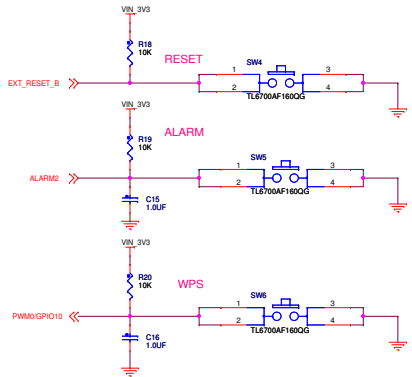 VIN_3V3
R18
10K
RESET
SW4
EXT_RESET_B
1
3
2
4
TL6700AF160QG
VIN_3V3
R19
10K
ALARM
SW5
ALARM2
1
3
2
4
TL6700AF160QG
C15
1.0UF
VIN_3V3
R20
10K
WPS
SW6
PWM0/GPIO10
1
3
2
4
TL6700AF160QG
C16
1.0UF